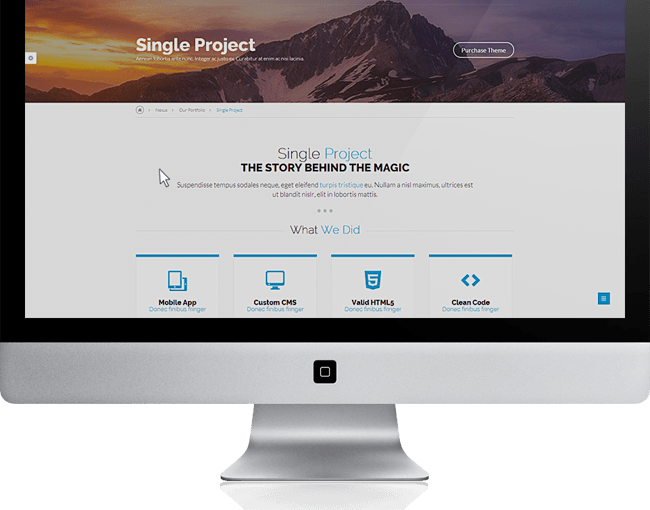 Single Project
Aenean lobortis ante nunc. Integer ac justo ex. Curabitur at enim ac nisi lacinia.
Purchase Theme
Nexus
Our Portfolio
Single Project
Single Project
THE STORY BEHIND THE MAGIC
Suspendisse tempus sodales neque, eget eleifend turpis tristique eu. Nullam a nisl maximus, ultrices est
ut blandit nisir, elit in lobortis mattis.
What We Did
Mobile App
Donec finibus fringer
Custom CMS
Donec finibus fringer
Valid HTML5
Donec finibus fringer
Clean Code
Donec finibus fringer